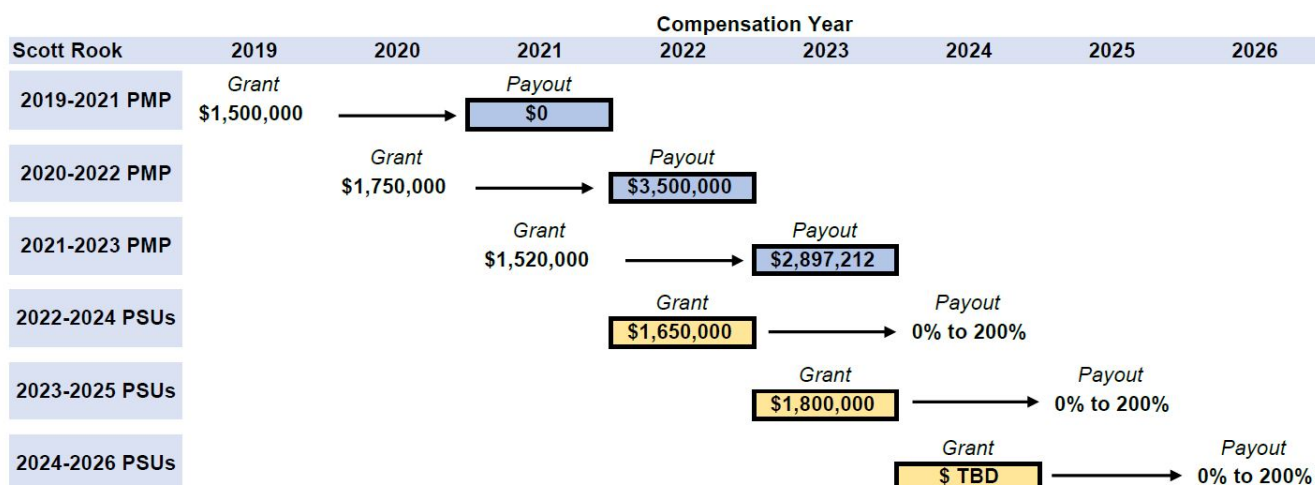 Compensation Year
Scott Rook 2019 2020 2021 2022 2023 2024 2025 2026
Grant Payout
2019-2021 PMP $1,500,000 $0
Grant Payout
2020-2022 PMP $1,750,000 $3,500,000
Grant Payout
2021-2023 PMP $1,520,000 $2,897,212
Grant Payout
2022-2024 PSUs $1,650,000 0% to 200%
Grant Payout
2023-2025 PSUs $1,800,000 0% to 200%
Grant Payout
2024-2026 PSUs $ TBD 0% to 200%